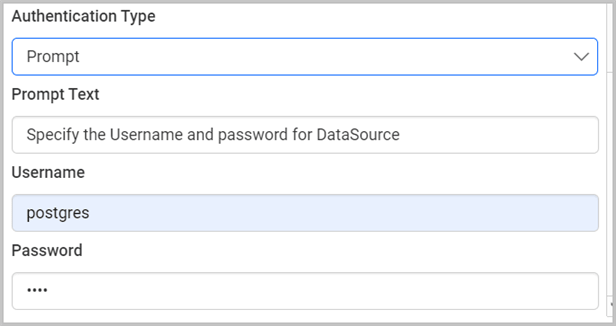 Authentication Type
Prompt
Prompt Text
Specify the Username and password for DataSource
Username
postgres
Password
••••